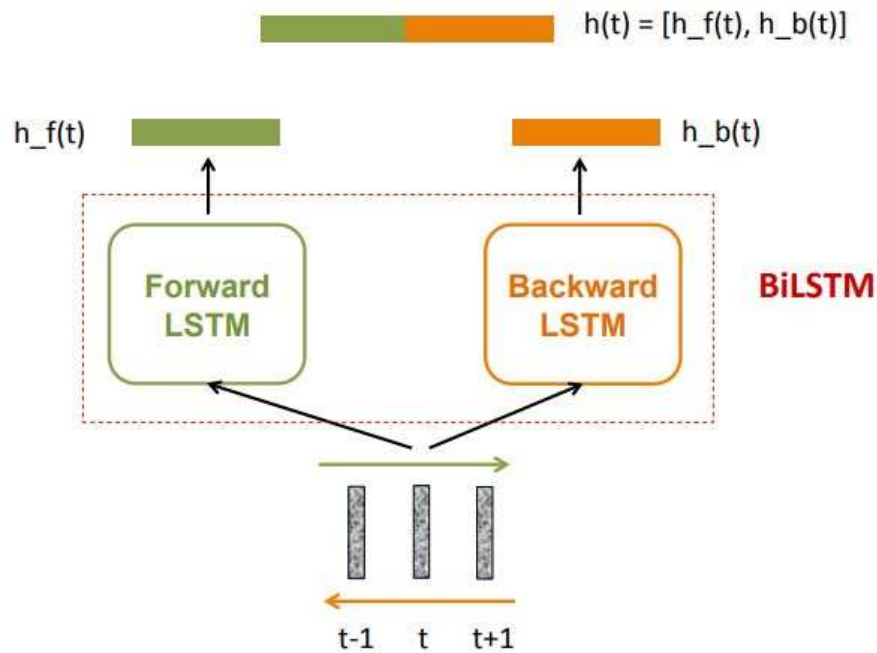 h(t) = [h_f(t), h_b(t)]
h_f(t)
h_b(t)
Forward
LSTM
Backward
LSTM
BiLSTM
t-1 t t+1